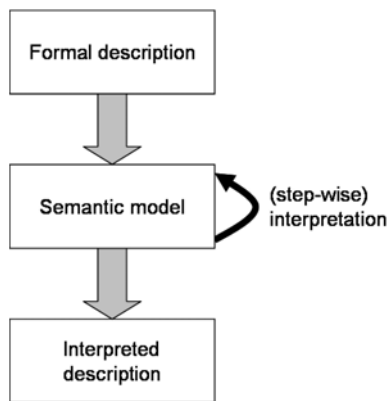 Formal description
Semantic model
(step-wise)
interpretation
Interpreted
description